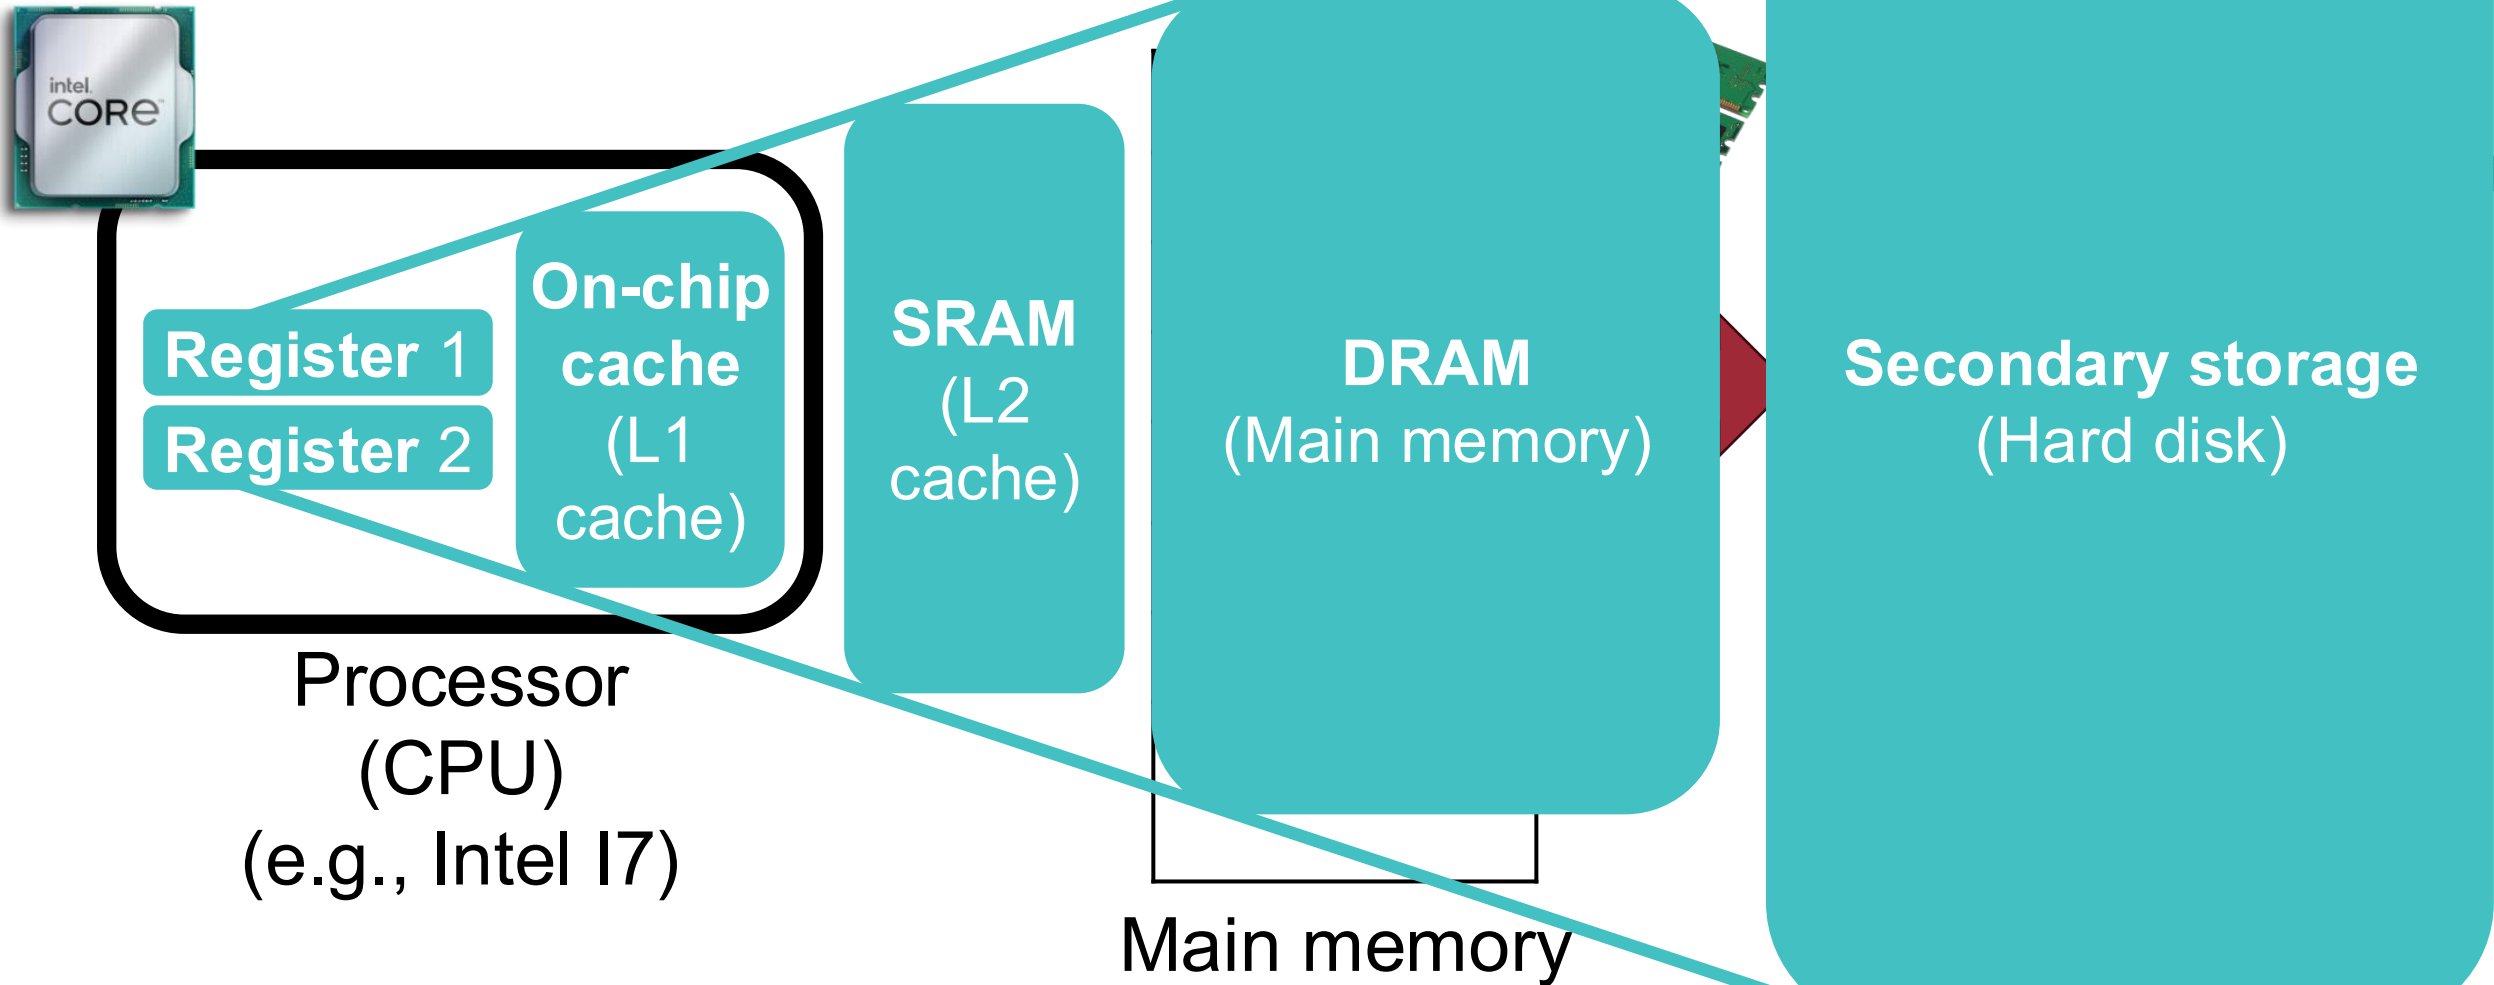 intel
CORE
Register 1
Register 2
On-chip
cache
(L1
cache)
SRAM
(L2
cache)
DRAM
(Main memory)
Secondary storage
(Hard disk)
Processor
(CPU)
(e.g., Intel I7)
Main memory